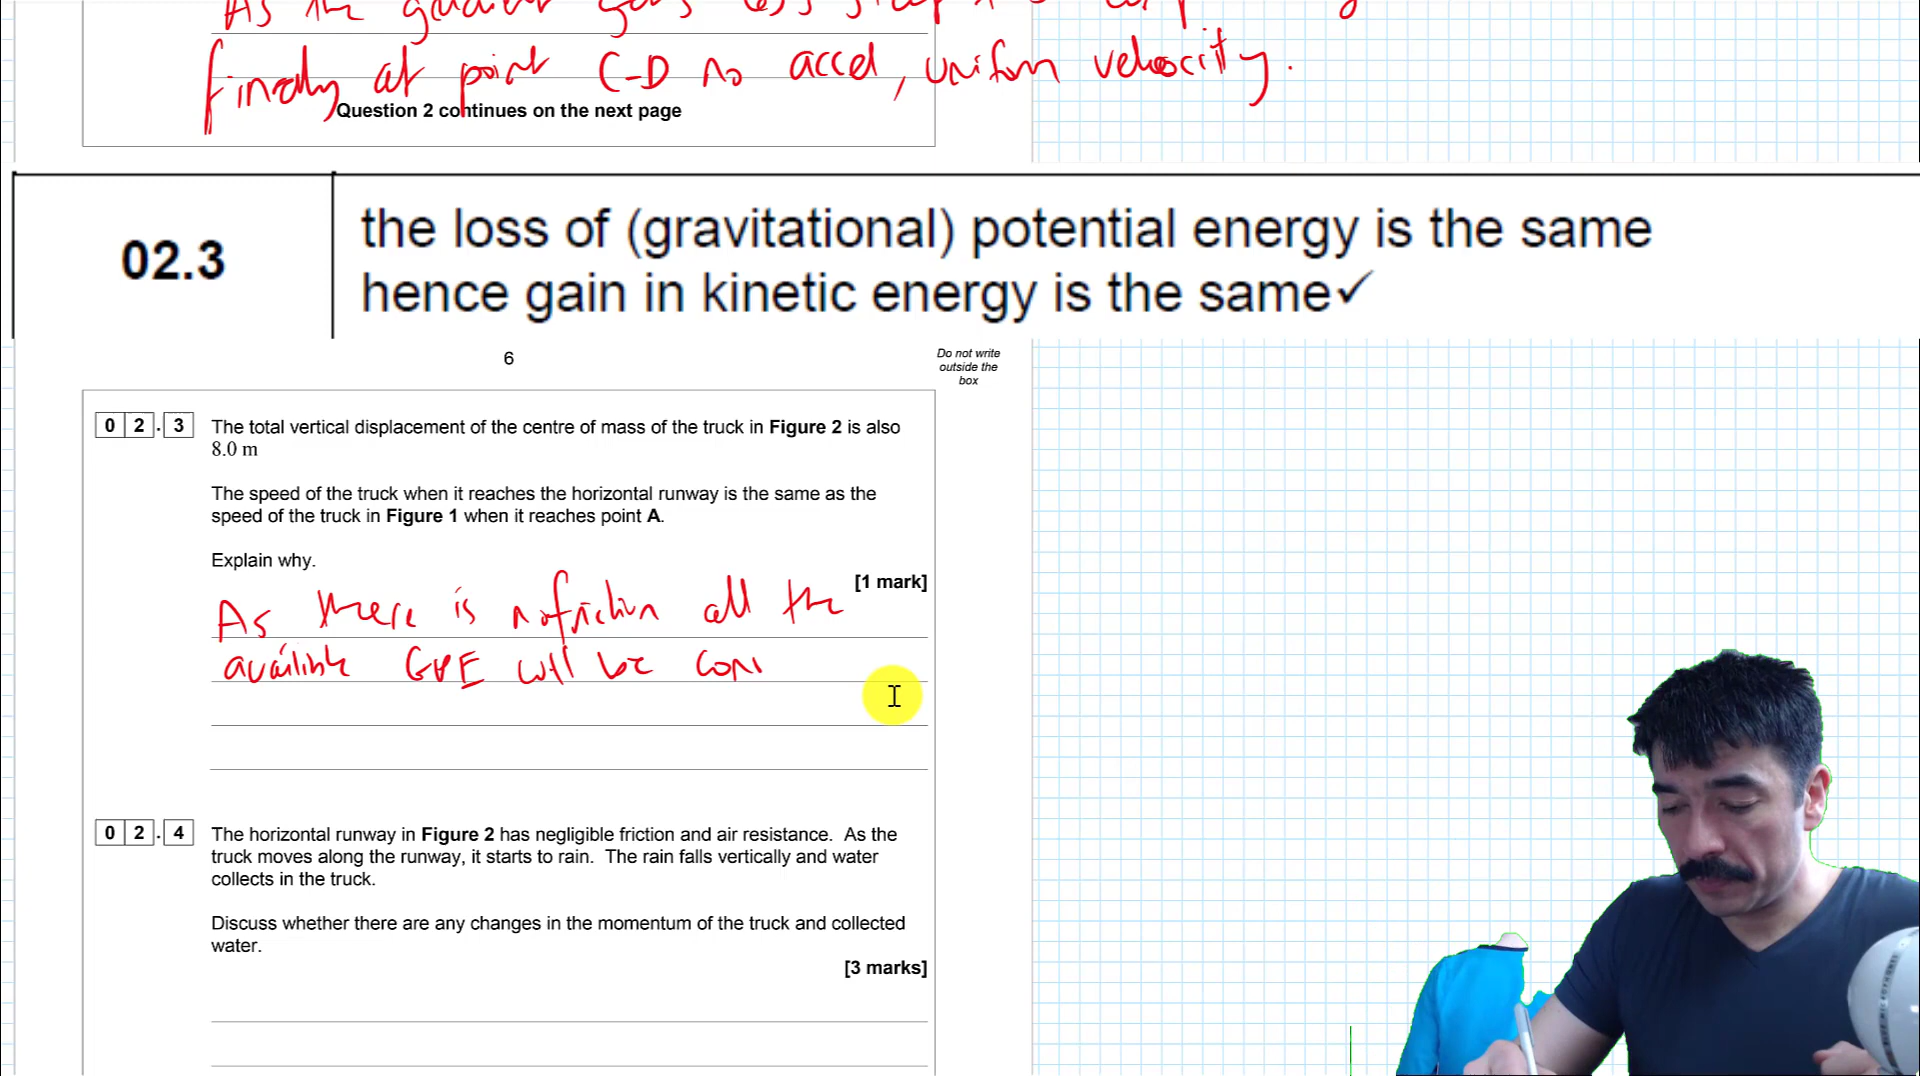 As the
finally at point C-D no accel, uniform velocity.
Question 2 continues on the next page
02.3
the loss of (gravitational) potential energy is the same
hence gain in kinetic energy is the same✓
6
Do not write
outside the
box
0 2 . 3
The total vertical displacement of the centre of mass of the truck in Figure 2 is also
8.0 m
The speed of the truck when it reaches the horizontal runway is the same as the
speed of the truck in Figure 1 when it reaches point A.
Explain why.
[1 mark]
As there is no friction all the
availible GPE will be con
0 2 . 4
The horizontal runway in Figure 2 has negligible friction and air resistance. As the
truck moves along the runway, it starts to rain. The rain falls vertically and water
collects in the truck.
Discuss whether there are any changes in the momentum of the truck and collected
water.
[3 marks]